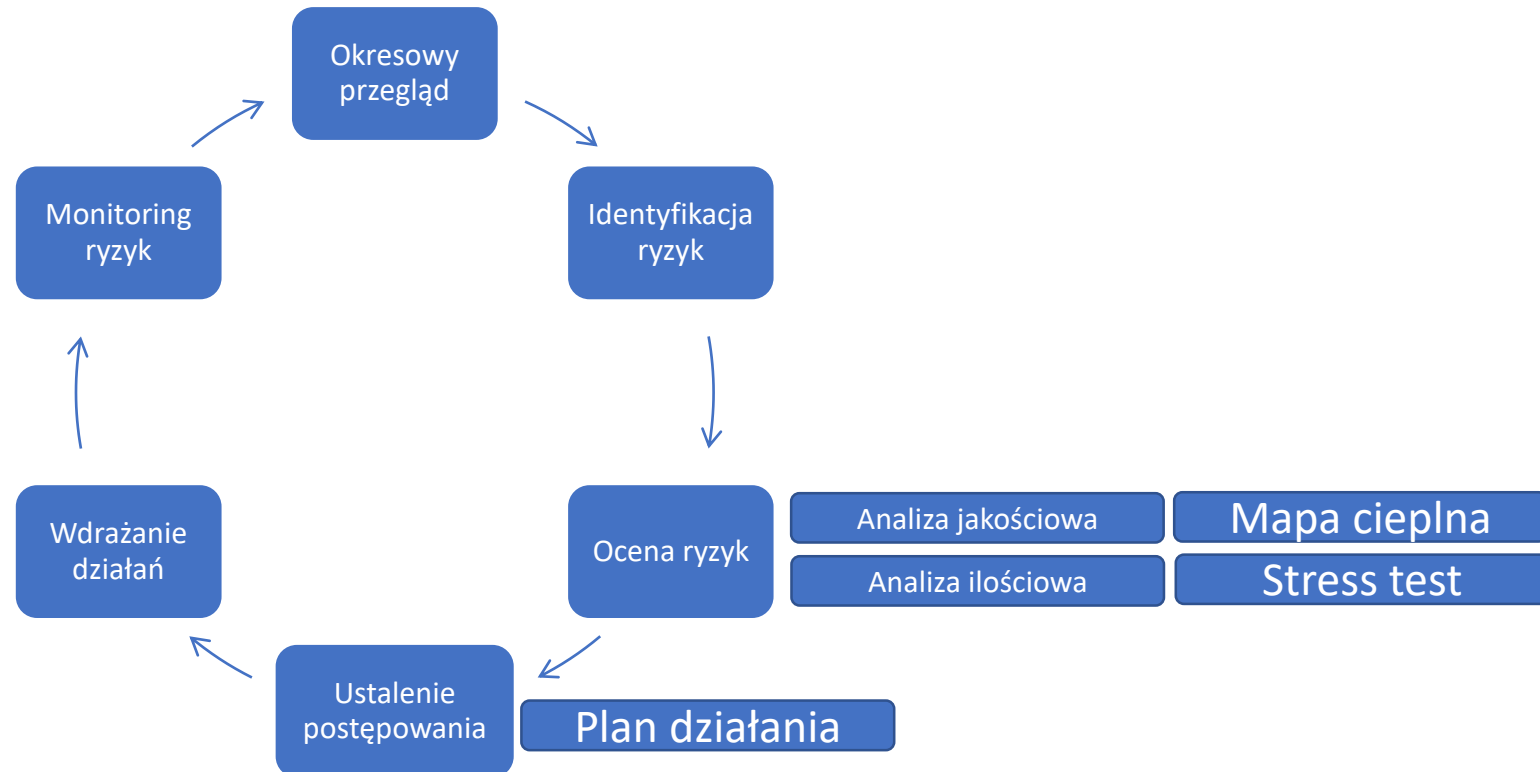 Okresowy
przegląd
Monitoring
ryzyk
Identyfikacja
ryzyk
Wdrażanie
działań
Ocena ryzyk
Analiza jakościowa
Mapa cieplna
Analiza ilościowa
Stress test
Ustalenie
postępowania
Plan działania